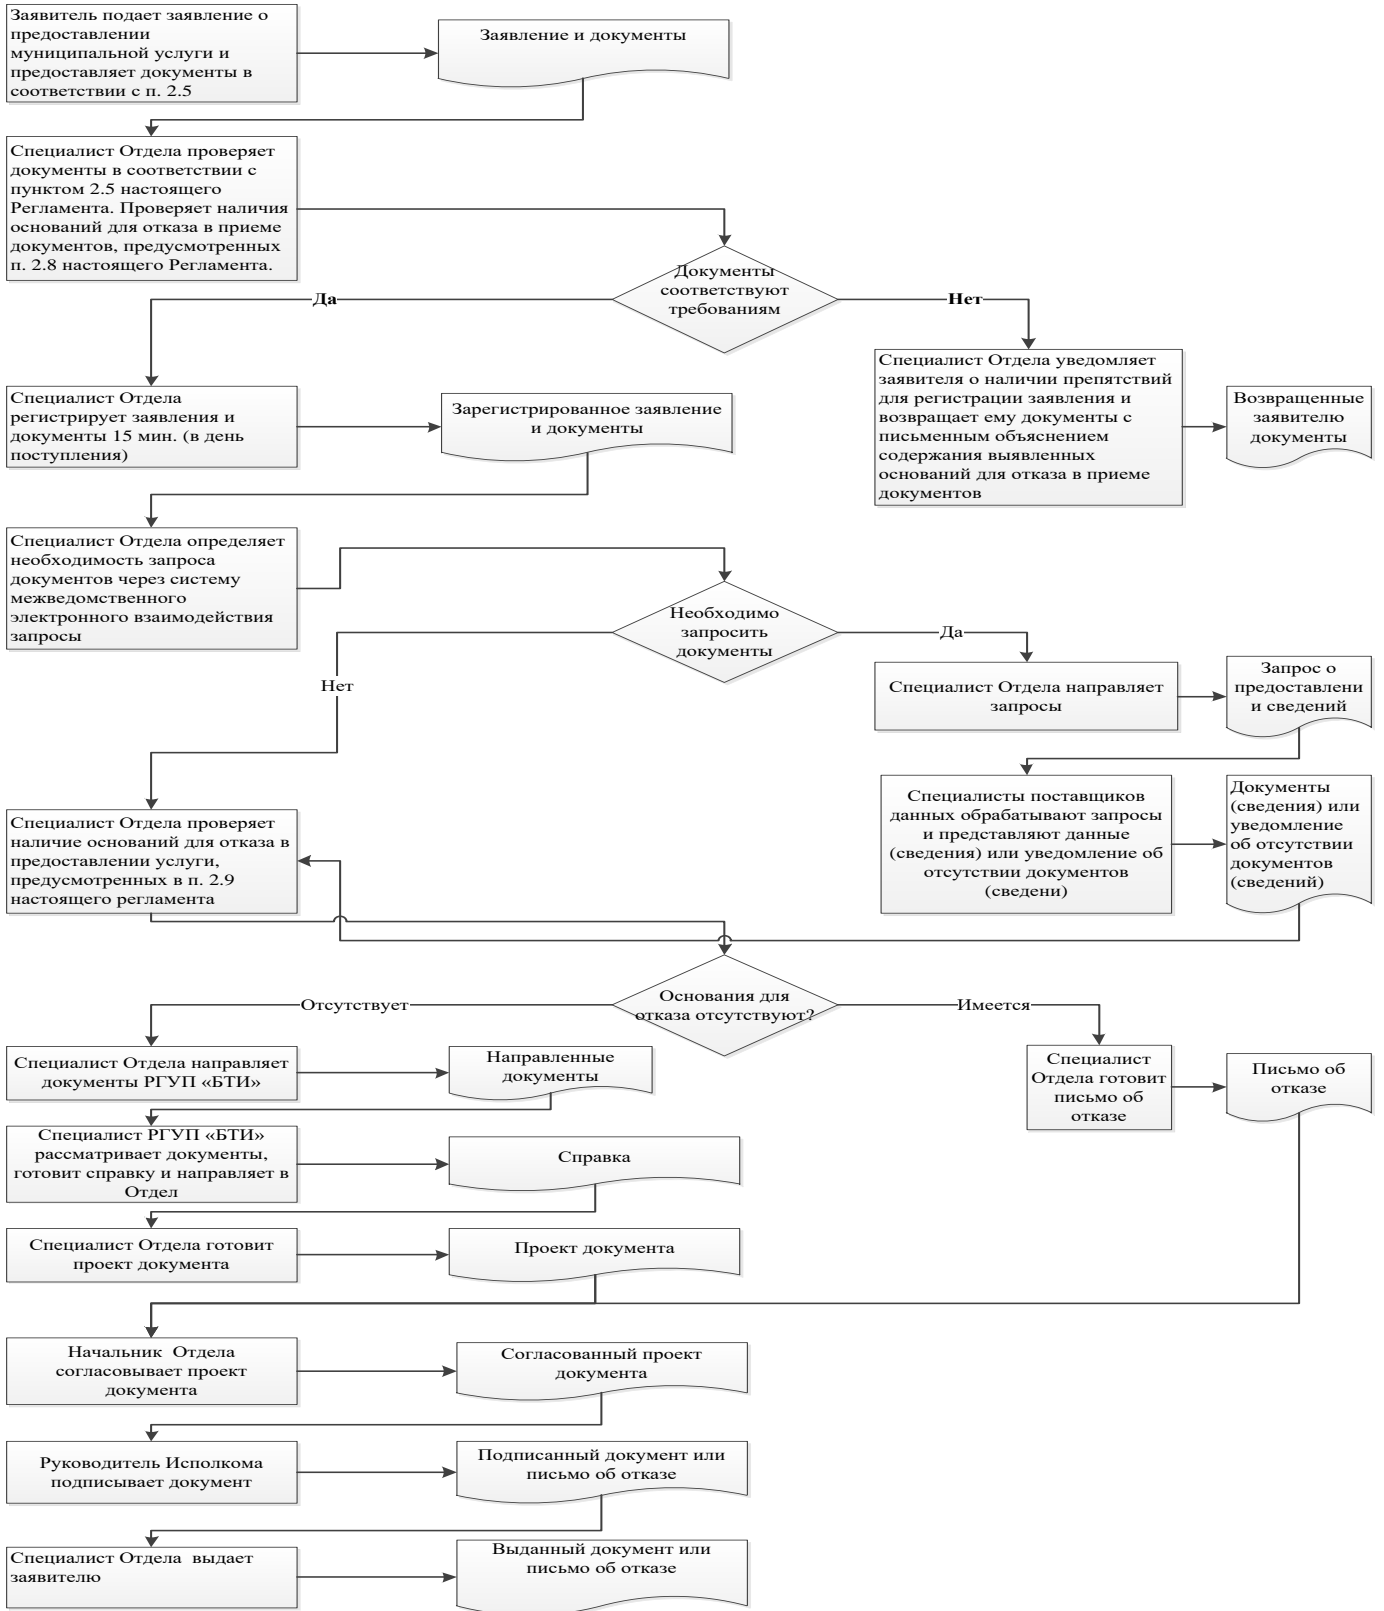 Заявитель подает заявление о
предоставлении
муниципальной услуги и
предоставляет документы в
соответствии с п. 2.5
Заявление и документы
Специалист Отдела проверяет
документы в соответствии с
пунктом 2.5 настоящего
Регламента. Проверяет наличия
оснований для отказа в приеме
документов, предусмотренных
п. 2.8 настоящего Регламента.
Документы
соответствуют
требованиям
Да
Нет
Специалист Отдела
регистрирует заявления и
документы 15 мин. (в день
поступления)
Зарегистрированное заявление
и документы
Специалист Отдела уведомляет
заявителя о наличии препятствий
для регистрации заявления и
возвращает ему документы с
письменным объяснением
содержания выявленных
оснований для отказа в приеме
документов
Возвращенные
заявителю
документы
Специалист Отдела определяет
необходимость запроса
документов через систему
межведомственного
электронного взаимодействия
запросы
Необходимо
запросить
документы
Да
Нет
Специалист Отдела направляет
запросы
Запрос о
предоставлени
и сведений
Специалисты поставщиков
данных обрабатывают запросы
и представляют данные
(сведения) или уведомление об
отсутствии документов
(сведени)
Документы
(сведения) или
уведомление
об отсутствии
документов
(сведений)
Специалист Отдела проверяет
наличие оснований для отказа в
предоставлении услуги,
предусмотренных в п. 2.9
настоящего регламента
Основания для
отказа отсутствуют?
Отсутствует
Имеется
Специалист Отдела направляет
документы РГУП «БТИ»
Направленные
документы
Специалист
Отдела готовит
письмо об
отказе
Письмо об
отказе
Специалист РГУП «БТИ»
рассматривает документы,
готовит справку и направляет в
Отдел
Справка
Специалист Отдела готовит
проект документа
Проект документа
Начальник  Отдела
согласовывает проект
документа
Согласованный проект
документа
Руководитель Исполкома
подписывает документ
Подписанный документ или
письмо об отказе
Специалист Отдела  выдает
заявителю
Выданный документ или
письмо об отказе